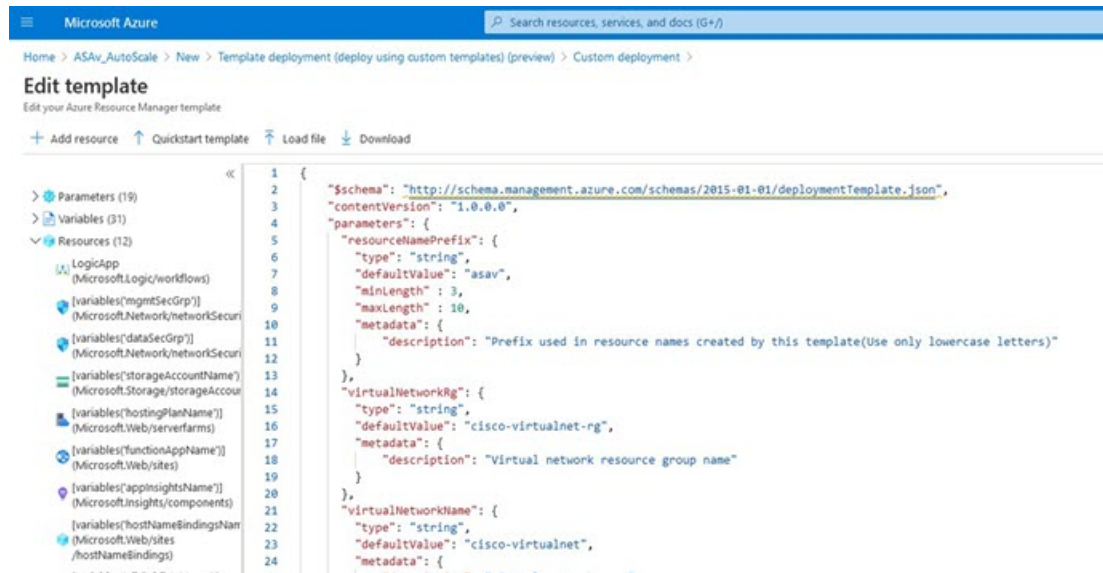 Microsoft Azure
Search resources, services, and docs (G+/)
Home > ASAv_AutoScale > New > Template deployment (deploy using custom templates) (preview) > Custom deployment >
Edit template
Edit your Azure Resource Manager template
+ Add resource ↑ Quickstart template Load file Download
«
> Parameters (19)
> Variables (31)
Resources (12)
LogicApp
(Microsoft.Logic/workflows)
[variables('mgmtSecGrp')]
(Microsoft.Network/networkSecuri
[variables('dataSecGrp')]
(Microsoft.Network/networkSecuri
[variables('storageAccountName')
(Microsoft.Storage/storageAccour
[variables('hostingPlanName')]
(Microsoft.Web/serverfarms)
[variables('functionAppName')]
(Microsoft.Web/sites)
[variables('appInsightsName')]
(Microsoft.Insights/components)
[variables('hostNameBindingsNam
(Microsoft.Web/sites
/hostNameBindings)
1 {
2 "$schema": "http://schema.management.azure.com/schemas/2015-01-01/deploymentTemplate.json",
3 "contentVersion": "1.0.0.0",
4 "parameters": {
5 "resourceNamePrefix": {
6 "type": "string",
7 "defaultValue": "asav",
8 "minLength" : 3,
9 "maxLength" : 10,
10 "metadata": {
11 "description": "Prefix used in resource names created by this template(Use only lowercase letters)"
12 }
13 },
14 "virtualNetworkRg": {
15 "type": "string",
16 "defaultValue": "cisco-virtualnet-rg",
17 "metadata": {
18 "description": "Virtual network resource group name"
19 }
20 },
21 "virtualNetworkName": {
22 "type": "string",
23 "defaultValue": "cisco-virtualnet",
24 "metadata": {